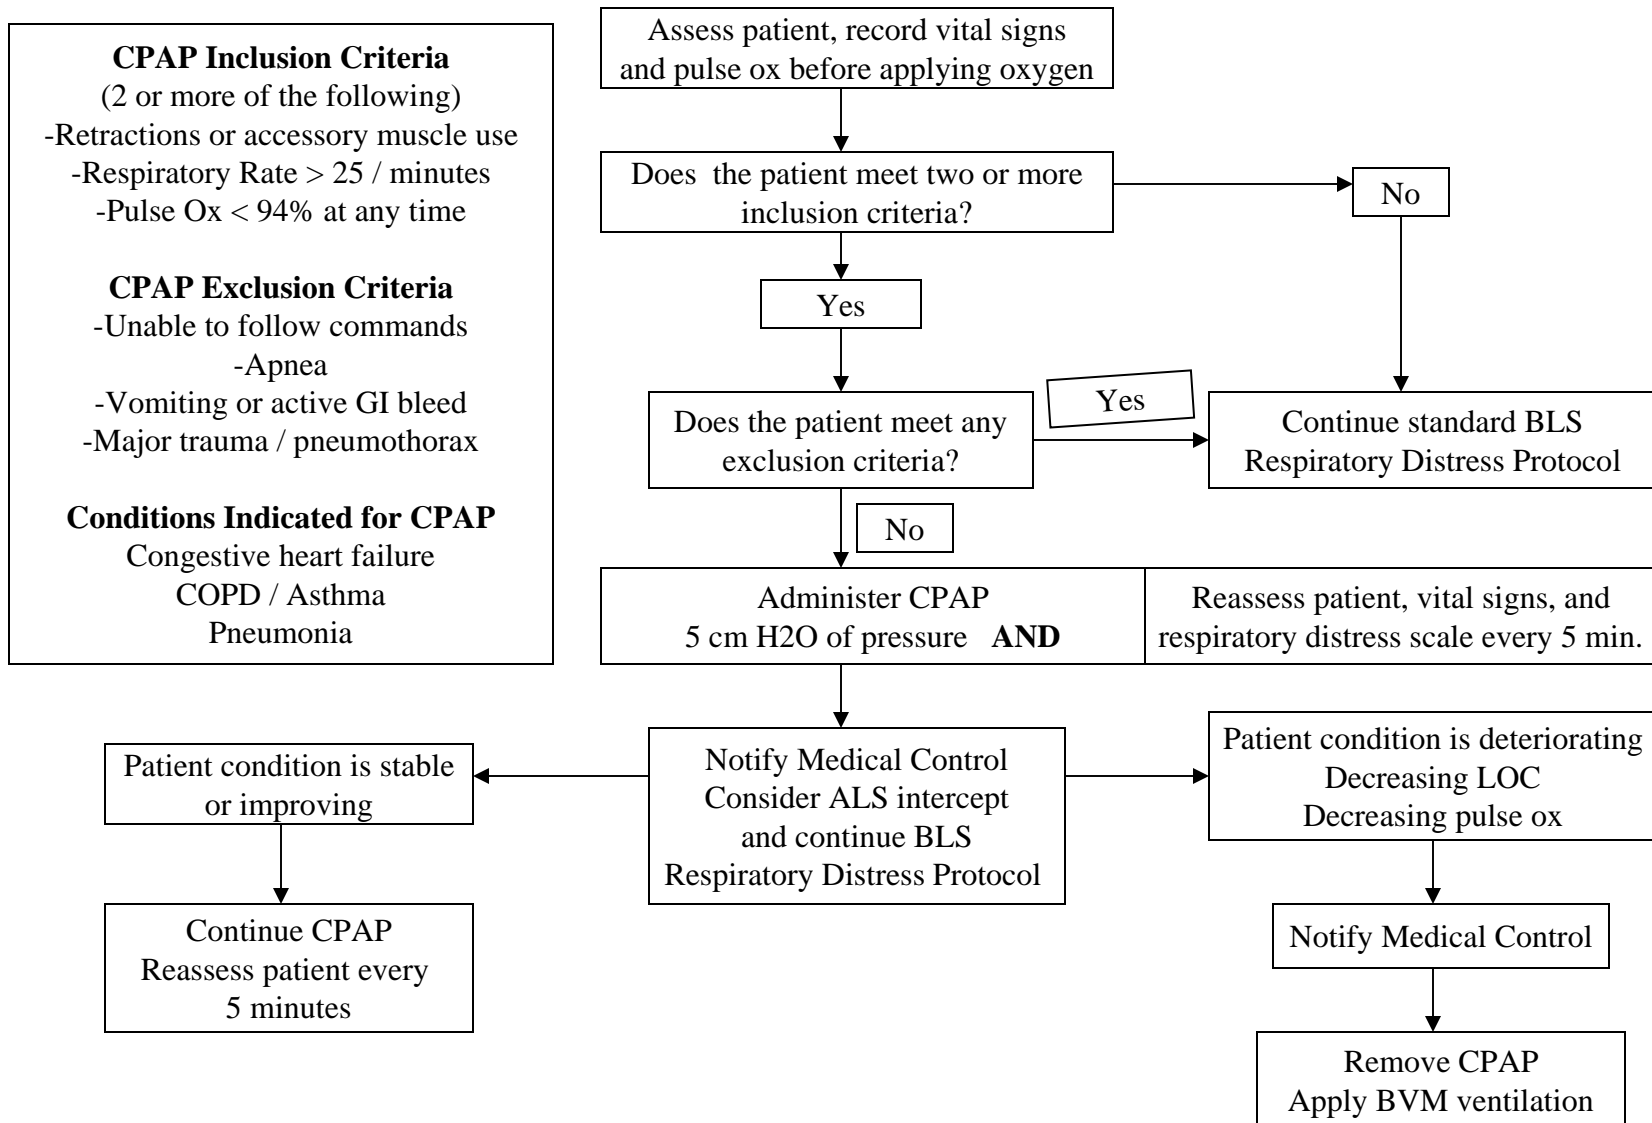 CPAP Inclusion Criteria
(2 or more of the following)
-Retractions or accessory muscle use
-Respiratory Rate > 25 / minutes
-Pulse Ox < 94% at any time
CPAP Exclusion Criteria
-Unable to follow commands
-Apnea
-Vomiting or active GI bleed
-Major trauma / pneumothorax
Conditions Indicated for CPAP
Congestive heart failure
COPD / Asthma
Pneumonia
Assess patient, record vital signs
and pulse ox before applying oxygen
Does the patient meet two or more
inclusion criteria?
No
Yes
Does the patient meet any
exclusion criteria?
Yes
Continue standard BLS
Respiratory Distress Protocol
No
Administer CPAP
5 cm H2O of pressure AND
Reassess patient, vital signs, and
respiratory distress scale every 5 min.
Notify Medical Control
Consider ALS intercept
and continue BLS
Respiratory Distress Protocol
Patient condition is stable
or improving
Continue CPAP
Reassess patient every
5 minutes
Patient condition is deteriorating
Decreasing LOC
Decreasing pulse ox
Notify Medical Control
Remove CPAP
Apply BVM ventilation